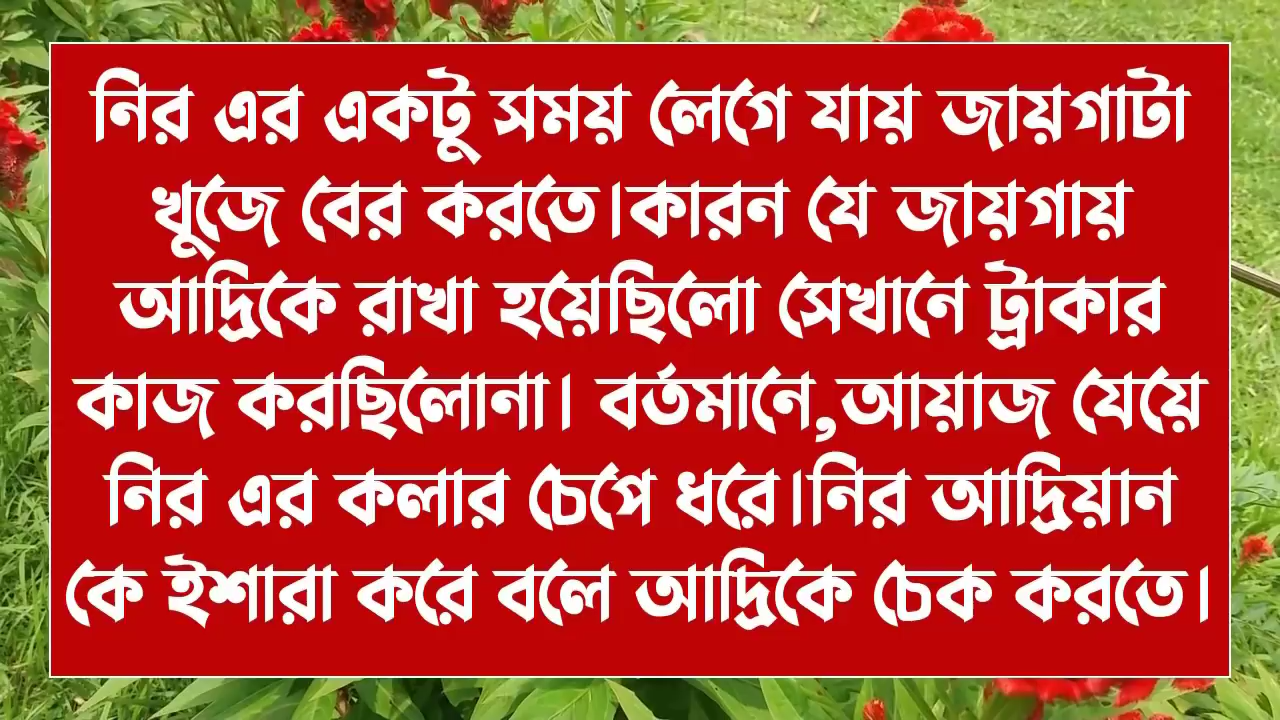 নির এর একটু সময় লেগে যায় জায়গাটা
খুজে বের করতে।কারন যে জায়গায়
আদ্রিকে রাখা হয়েছিলো সেখানে ট্রাকার
কাজ করছিলোনা। বর্তমানে,আয়াজ যেয়ে
নির এর কলার চেপে ধরে।নির আদ্রিয়ান
কে ইশারা করে বলে আদ্রিকে চেক করতে।